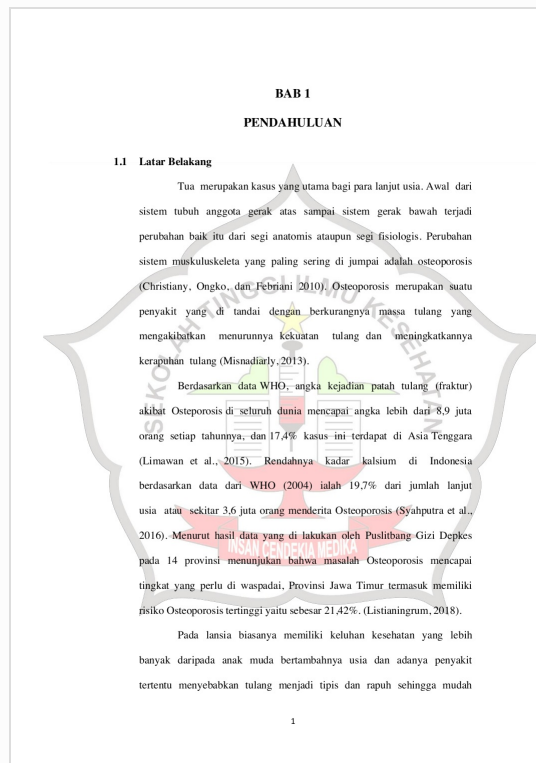 BAB 1
PENDAHULUAN
1.1 Latar Belakang
Tua merupakan kasus yang utama bagi para lanjut usia. Awal dari
sistem tubuh anggota gerak atas sampai sistem gerak bawah terjadi
perubahan baik itu dari segi anatomis ataupun segi fisiologis. Perubahan
sistem muskuluskeleta yang paling sering di jumpai adalah osteoporosis
(Christiany, Ongko, dan Febriani 2010). Osteoporosis merupakan suatu
penyakit yang di tandai dengan berkurangnya massa tulang yang
mengakibatkan menurunnya kekuatan tulang dan meningkatkannya
kerapuhan tulang (Misnadiarly, 2013).
Berdasarkan data WHO, angka kejadian patah tulang (fraktur)
akibat Osteporosis di seluruh dunia mencapai angka lebih dari 8,9 juta
orang setiap tahunnya, dan 17,4% kasus ini terdapat di Asia Tenggara
(Limawan et al., 2015). Rendahnya kadar kalsium di Indonesia
berdasarkan data dari WHO (2004) ialah 19,7% dari jumlah lanjut
usia atau sekitar 3,6 juta orang menderita Osteoporosis (Syahputra et al.,
2016). Menurut hasil data yang di lakukan oleh Puslitbang Gizi Depkes
pada 14 provinsi menunjukan bahwa masalah Osteoporosis mencapai
tingkat yang perlu di waspadai, Provinsi Jawa Timur termasuk memiliki
risiko Osteoporosis tertinggi yaitu sebesar 21,42%. (Listianingrum, 2018).
Pada lansia biasanya memiliki keluhan kesehatan yang lebih
banyak daripada anak muda bertambahnya usia dan adanya penyakit
tertentu menyebabkan tulang menjadi tipis dan rapuh sehingga mudah
1
SEKOLAH TINGGI ILMU KESEHATAN
INSAN CENDEKIA MEDIKA